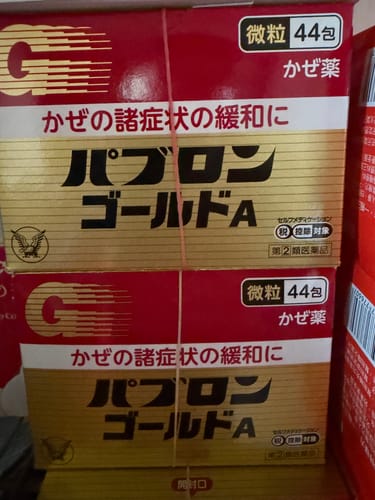 G
微粒 44包
かぜ薬
かぜの諸症状の緩和に
パブロン
ゴールドA
セルフメディケーション
税 控除 対象
指定②類医薬品
G
微粒 44包
かぜ薬
かぜの諸症状の緩和に
パブロン
ゴールドA
セルフメディケーション
税 控除 対象
指定②類医薬品
開封口